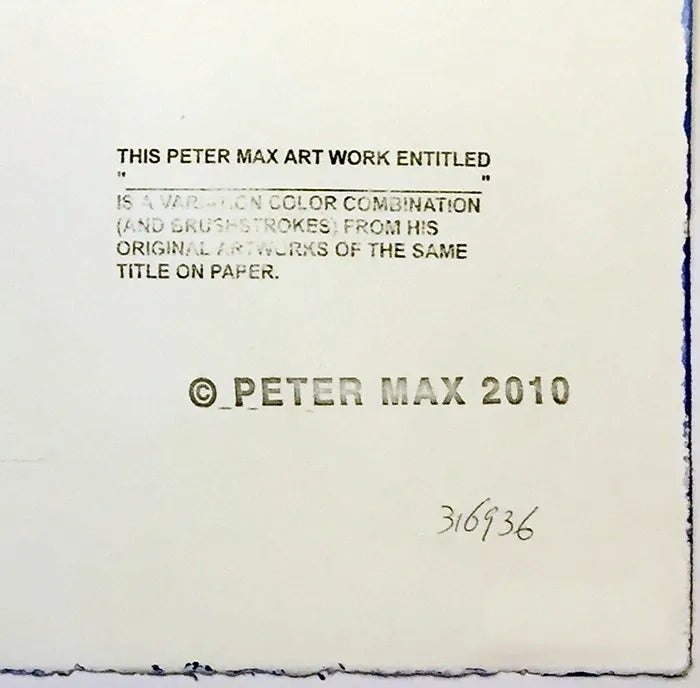 THIS PETER MAX ART WORK ENTITLED
" "
IS A VARIATION COLOR COMBINATION
(AND BRUSHSTROKES) FROM HIS
ORIGINAL ARTWORKS OF THE SAME
TITLE ON PAPER.
© PETER MAX 2010
316936